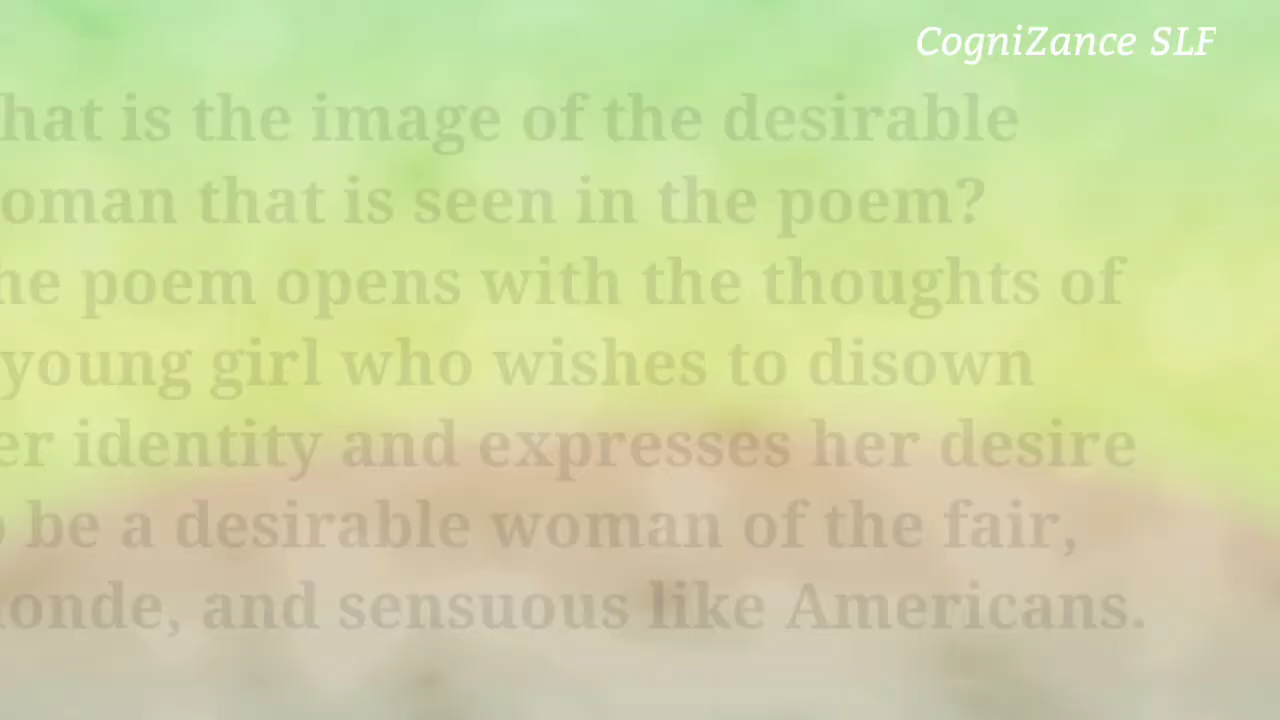 CogniZance SLF
hat is the image of the desirable
oman that is seen in the poem?
he poem opens with the thoughts of
young girl who wishes to disown
er identity and expresses her desire
o be a desirable woman of the fair,
londe, and sensuous like Americans.